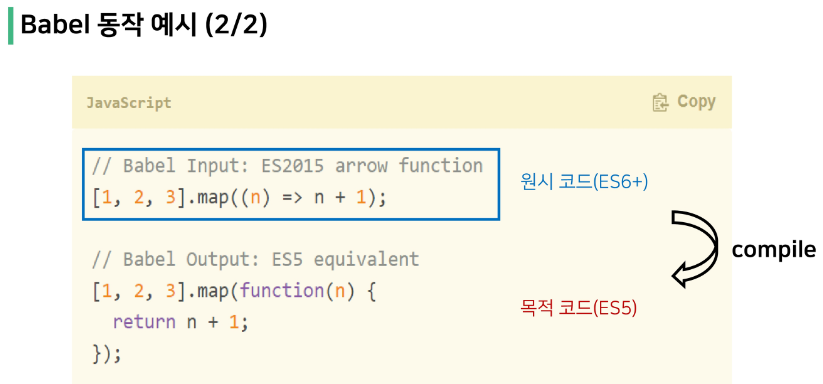 Babel 동작 예시 (2/2)
JavaScript
Copy
// Babel Input: ES2015 arrow function
[1, 2, 3].map((n) => n + 1);
원시 코드(ES6+)
compile
// Babel Output: ES5 equivalent
[1, 2, 3].map(function(n) {
  return n + 1;
});
목적 코드(ES5)